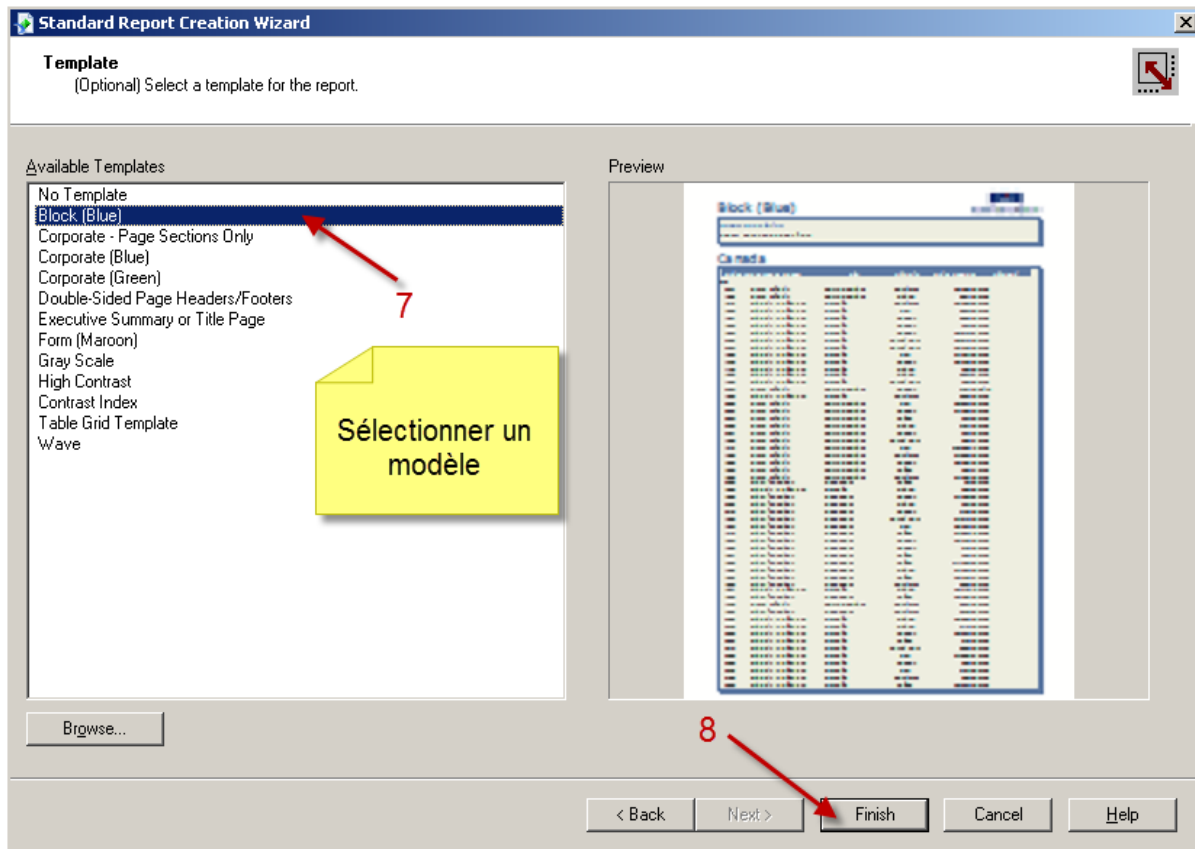 Standard Report Creation Wizard
Template
(Optional) Select a template for the report.
Available Templates
Preview
No Template
Block (Blue)
Corporate - Page Sections Only
Corporate (Blue)
Corporate (Green)
Double-Sided Page Headers/Footers
Executive Summary or Title Page
Form (Maroon)
Gray Scale
High Contrast
Contrast Index
Table Grid Template
Wave
7
Sélectionner un
modèle
Block (Blue)
Canada
Browse...
8
< Back
Next >
Finish
Cancel
Help